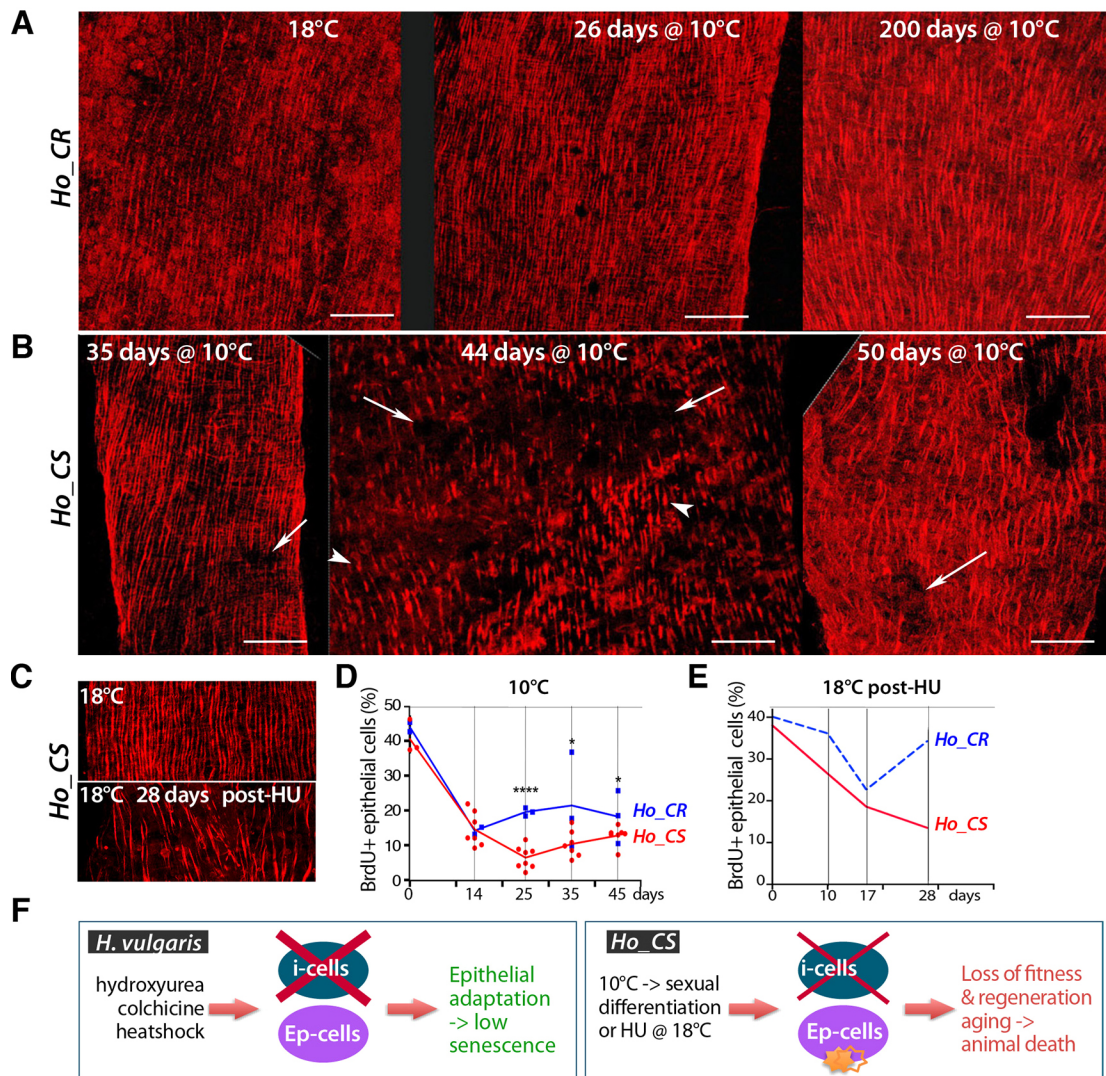 A
18°C
26 days @ 10°C
200 days @ 10°C
Ho_CR
B
35 days @ 10°C
44 days @ 10°C
50 days @ 10°C
Ho_CS
C
18°C
18°C 28 days post-HU
Ho_CS
D
10°C
BrdU+ epithelial cells (%)
50
40
30
20
10
0
0
14
25
35
45
days
****
*
*
Ho_CR
Ho_CS
E
18°C post-HU
BrdU+ epithelial cells (%)
40
30
20
10
0
0
10
17
28
days
Ho_CR
Ho_CS
F
H. vulgaris
hydroxyurea
colchicine
heatshock
i-cells
Ep-cells
Epithelial
adaptation
-> low
senescence
Ho_CS
10°C -> sexual
differentiation
or HU @ 18°C
i-cells
Ep-cells
Loss of fitness
& regeneration
aging ->
animal death